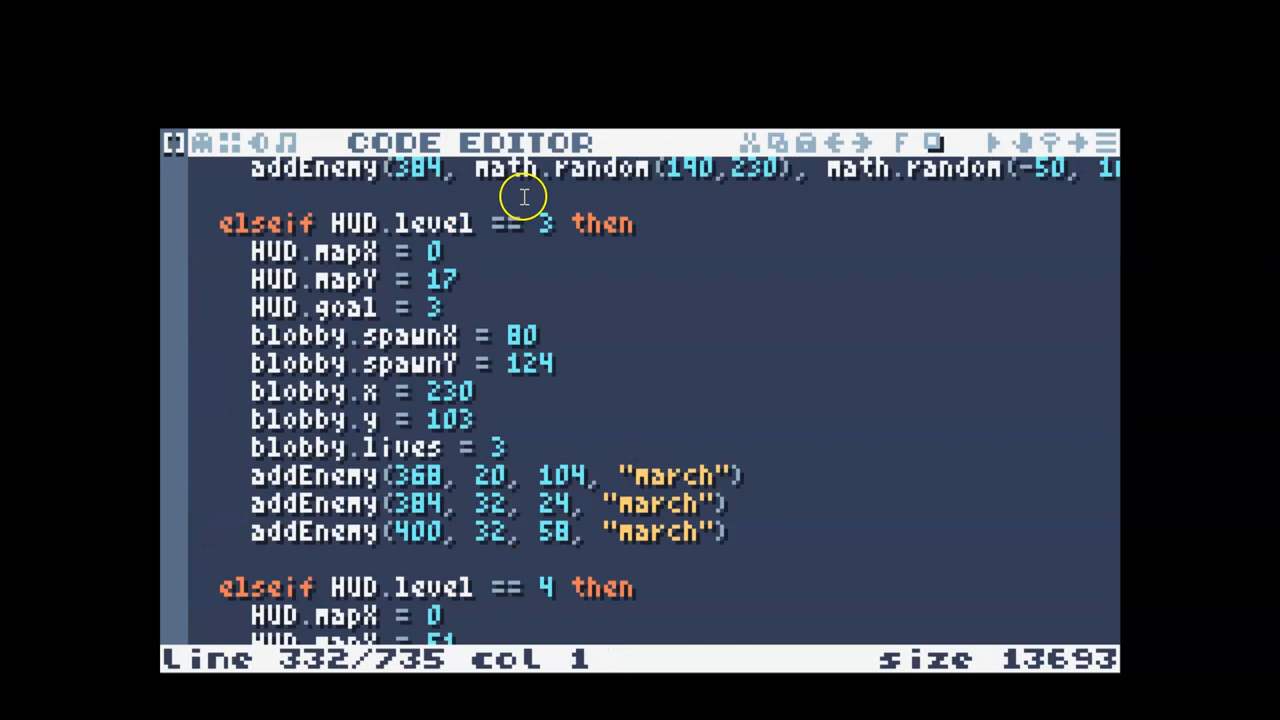 CODE EDITOR F
addEnemy(384, math.random(190,230), math.random(-50,
elseif HUD.level == 3 then
HUD.mapX = 0
HUD.mapY = 17
HUD.goal = 3
blobby.spawnX = 80
blobby.spawnY = 124
blobby.x = 230
blobby.y = 103
blobby.lives = 3
addEnemy(368, 20, 104, "march")
addEnemy(384, 32, 24, "march")
addEnemy(400, 32, 58, "march")
elseif HUD.level == 4 then
HUD.mapX = 0
line 332/735 col 1 size 13693